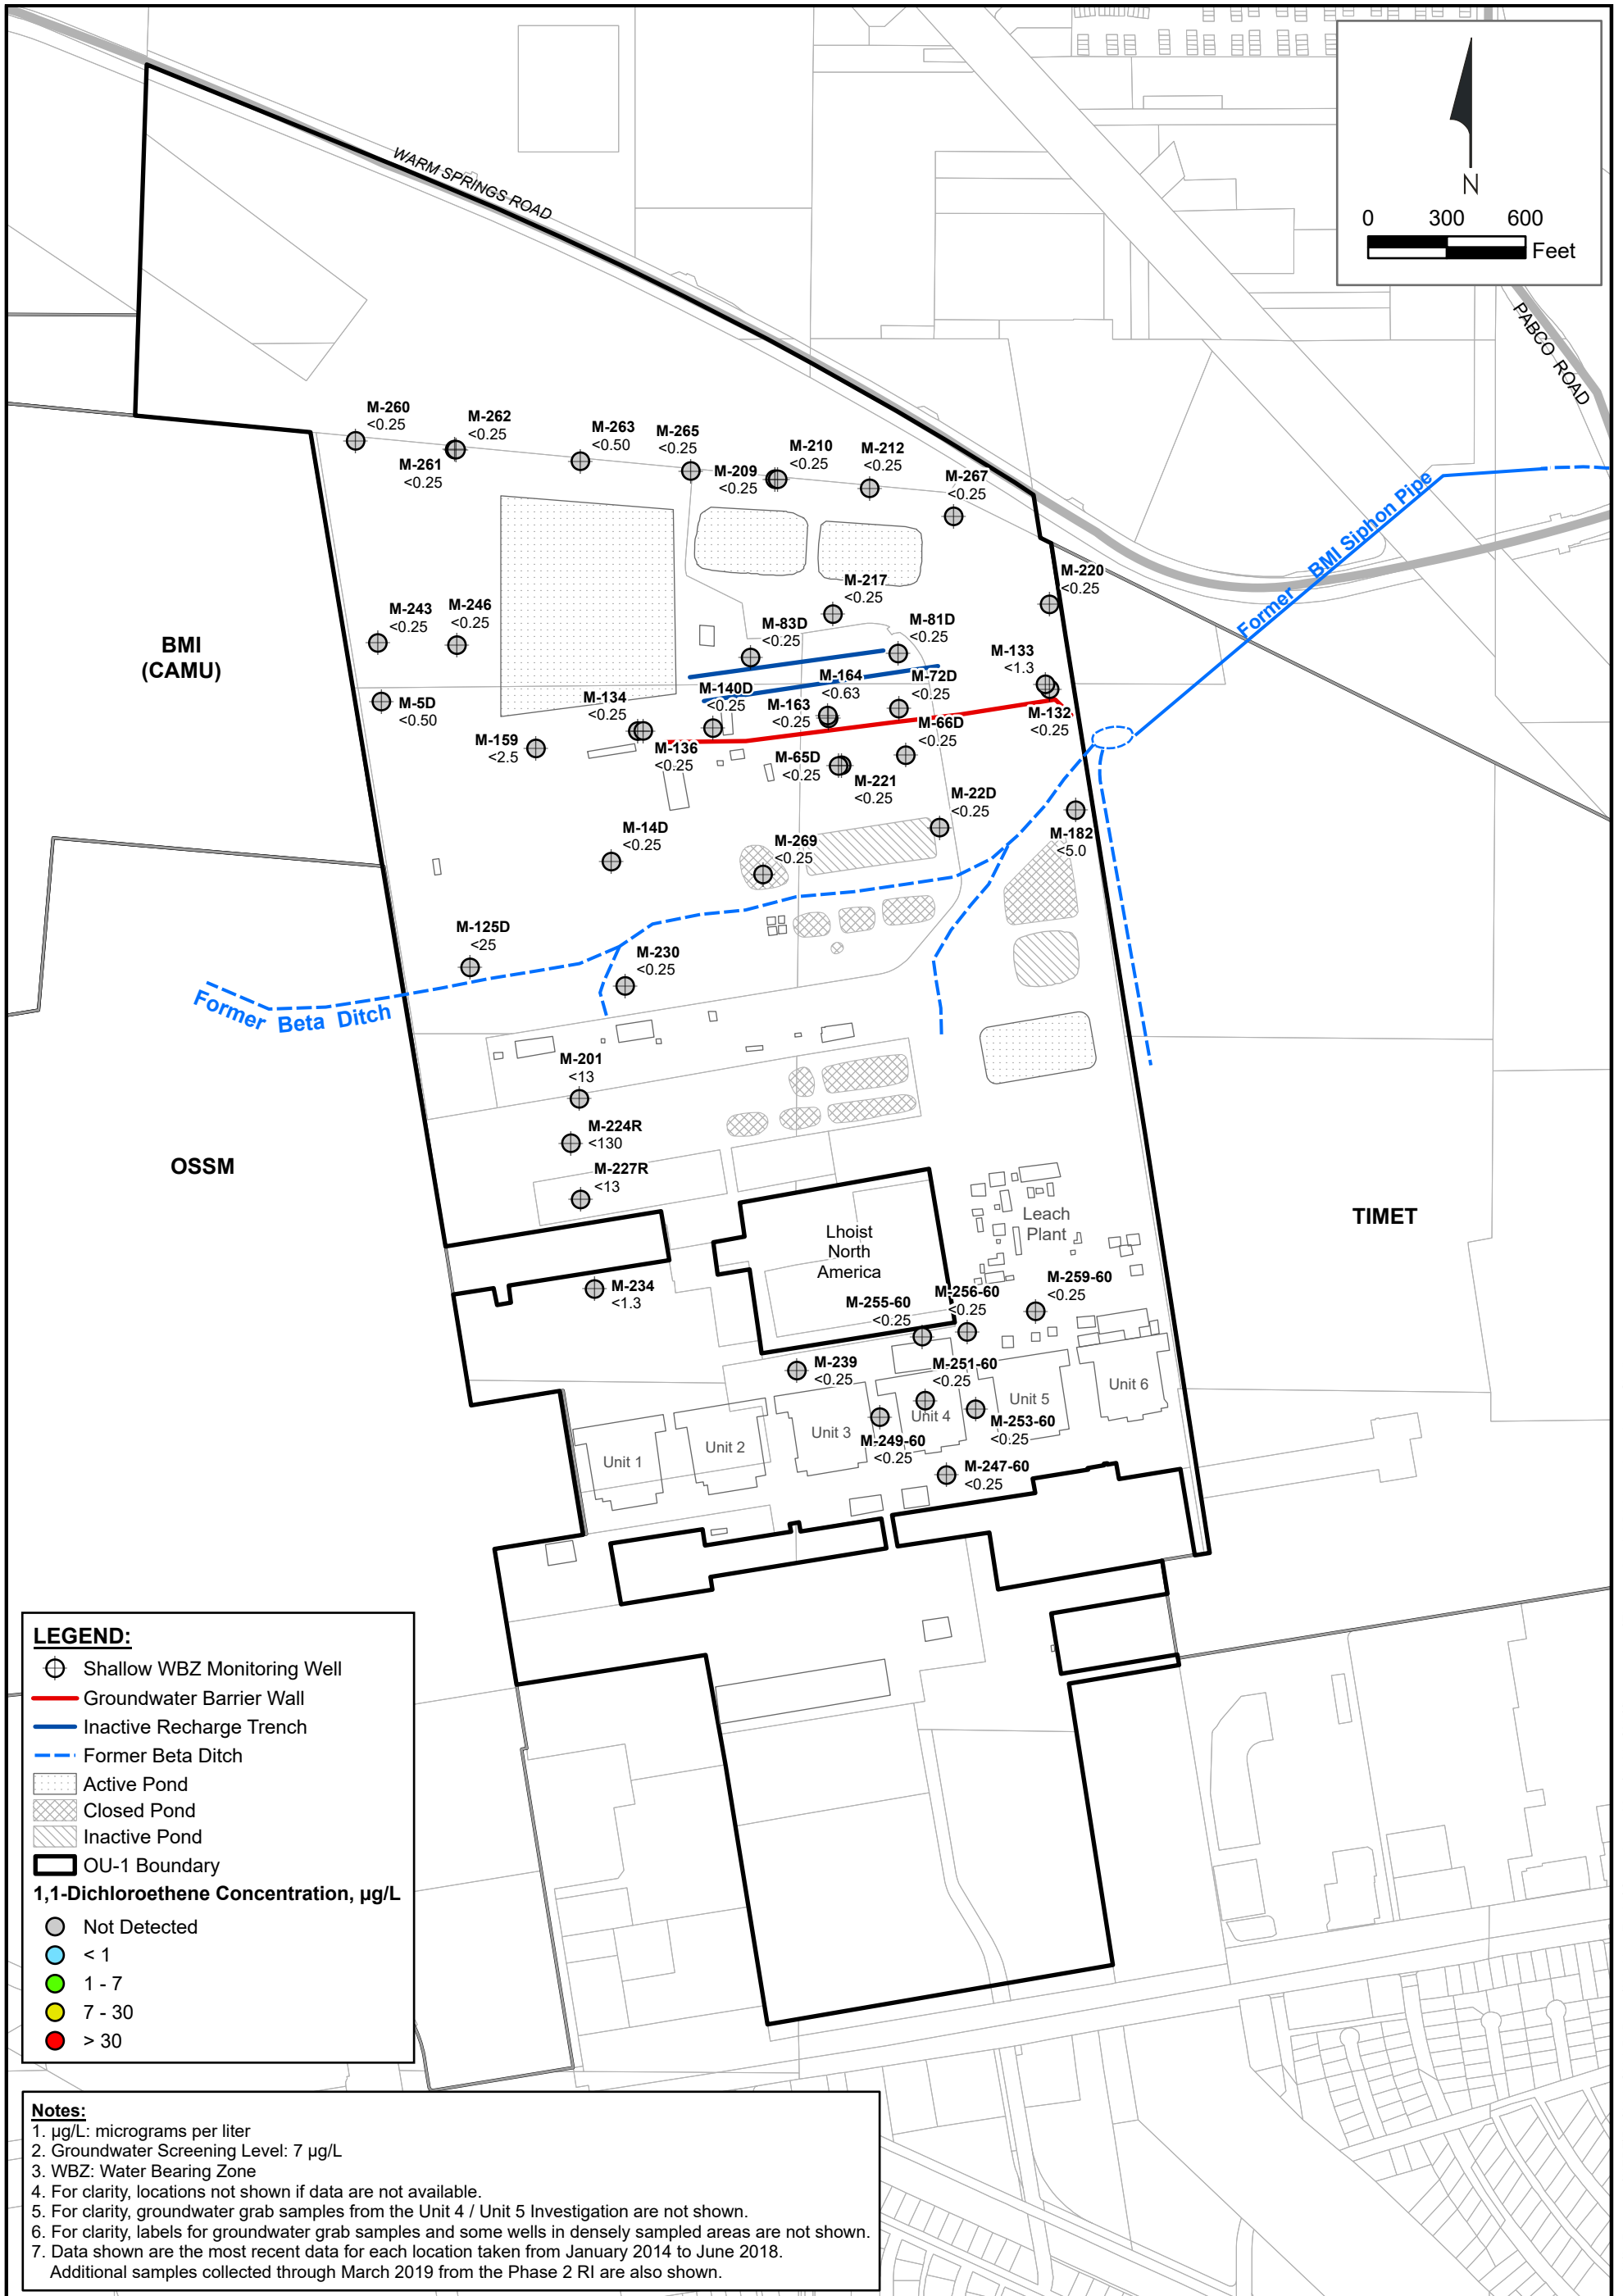 N
0 300 600
Feet
WARM SPRINGS ROAD
PABCO ROAD
M-260
<0.25
M-262
<0.25
M-261
<0.25
M-263
<0.50
M-265
<0.25
M-209
<0.25
M-210
<0.25
M-212
<0.25
M-267
<0.25
Former BMI Siphon Pipe
M-220
<0.25
M-217
<0.25
M-243
<0.25
M-246
<0.25
M-83D
<0.25
M-81D
<0.25
BMI
(CAMU)
M-133
<1.3
M-5D
<0.50
M-134
<0.25
M-140D
<0.25
M-164
<0.63
M-72D
<0.25
M-163
<0.25
M-132
<0.25
M-159
<2.5
M-136
<0.25
M-66D
<0.25
M-65D
<0.25
M-221
<0.25
M-22D
<0.25
M-182
<5.0
M-14D
<0.25
M-269
<0.25
M-125D
<25
M-230
<0.25
Former Beta Ditch
M-201
<13
M-224R
<130
M-227R
<13
OSSM
TIMET
Leach
Plant
Lhoist
North
America
M-234
<1.3
M-259-60
<0.25
M-256-60
<0.25
M-255-60
<0.25
M-239
<0.25
M-251-60
<0.25
Unit 6
Unit 5
Unit 4
Unit 3
Unit 2
Unit 1
M-253-60
<0.25
M-249-60
<0.25
M-247-60
<0.25
LEGEND:
Shallow WBZ Monitoring Well
Groundwater Barrier Wall
Inactive Recharge Trench
Former Beta Ditch
Active Pond
Closed Pond
Inactive Pond
OU-1 Boundary
1,1-Dichloroethene Concentration, µg/L
Not Detected
< 1
1 - 7
7 - 30
> 30
Notes:
1. µg/L: micrograms per liter
2. Groundwater Screening Level: 7 µg/L
3. WBZ: Water Bearing Zone
4. For clarity, locations not shown if data are not available.
5. For clarity, groundwater grab samples from the Unit 4 / Unit 5 Investigation are not shown.
6. For clarity, labels for groundwater grab samples and some wells in densely sampled areas are not shown.
7. Data shown are the most recent data for each location taken from January 2014 to June 2018.
Additional samples collected through March 2019 from the Phase 2 RI are also shown.